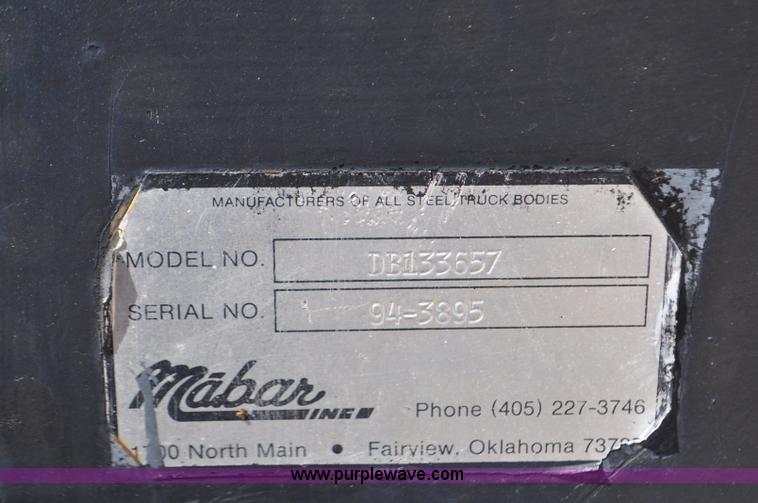 MANUFACTURERS OF ALL STEEL TRUCK BODIES
MODEL NO. DB133657
SERIAL NO. 94-3895
Mábar INC
Phone (405) 227-3746
North Main • Fairview, Oklahoma
www.purplewave.com